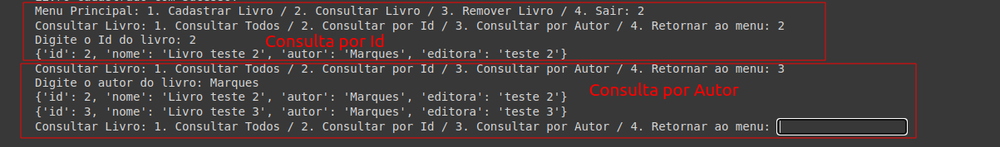 Menu Principal: 1. Cadastrar Livro / 2. Consultar Livro / 3. Remover Livro / 4. Sair: 2
Consultar Livro: 1. Consultar Todos / 2. Consultar por Id / 3. Consultar por Autor / 4. Retornar ao menu: 2
Digite o Id do livro: 2
Consulta por Id
{'id': 2, 'nome': 'Livro teste 2', 'autor': 'Marques', 'editora': 'teste 2'}
Consultar Livro: 1. Consultar Todos / 2. Consultar por Id / 3. Consultar por Autor / 4. Retornar ao menu: 3
Digite o autor do livro: Marques
Consulta por Autor
{'id': 2, 'nome': 'Livro teste 2', 'autor': 'Marques', 'editora': 'teste 2'}
{'id': 3, 'nome': 'Livro teste 3', 'autor': 'Marques', 'editora': 'teste 3'}
Consultar Livro: 1. Consultar Todos / 2. Consultar por Id / 3. Consultar por Autor / 4. Retornar ao menu: